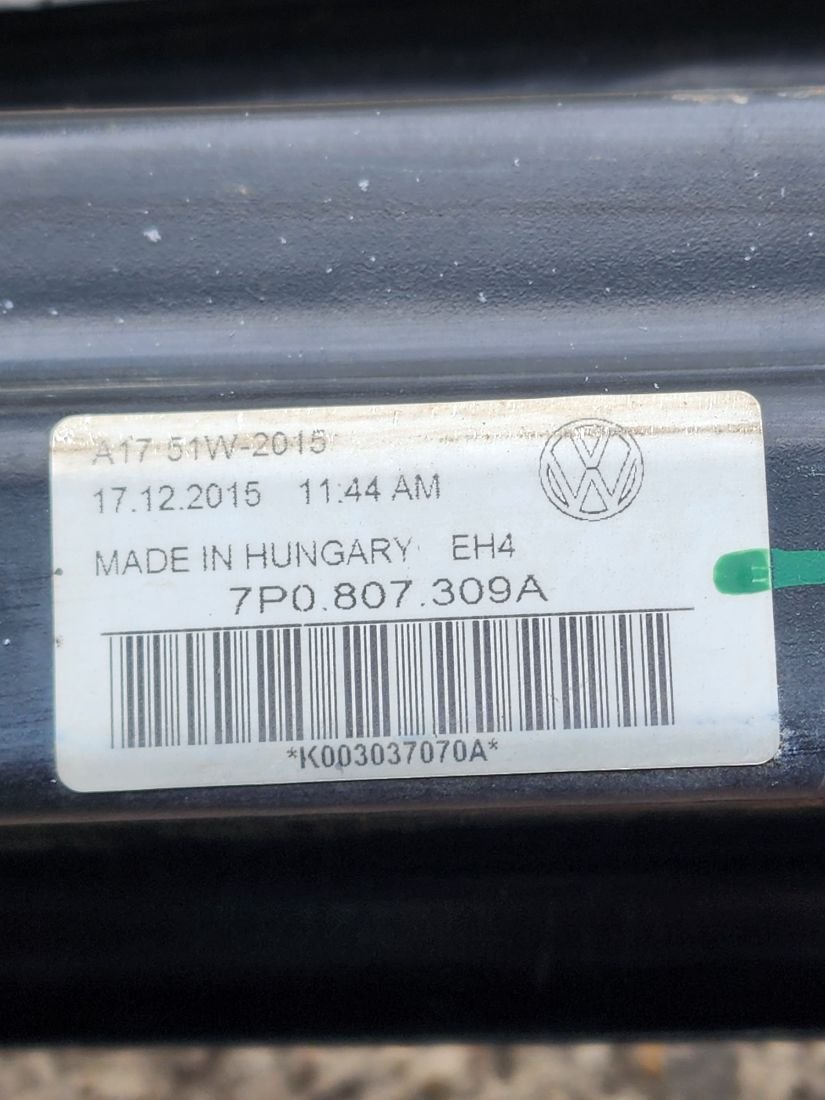 A17 51W-2015
17.12.2015 11:44 AM
MADE IN HUNGARY EH4
7P0.807.309A
*K003037070A*